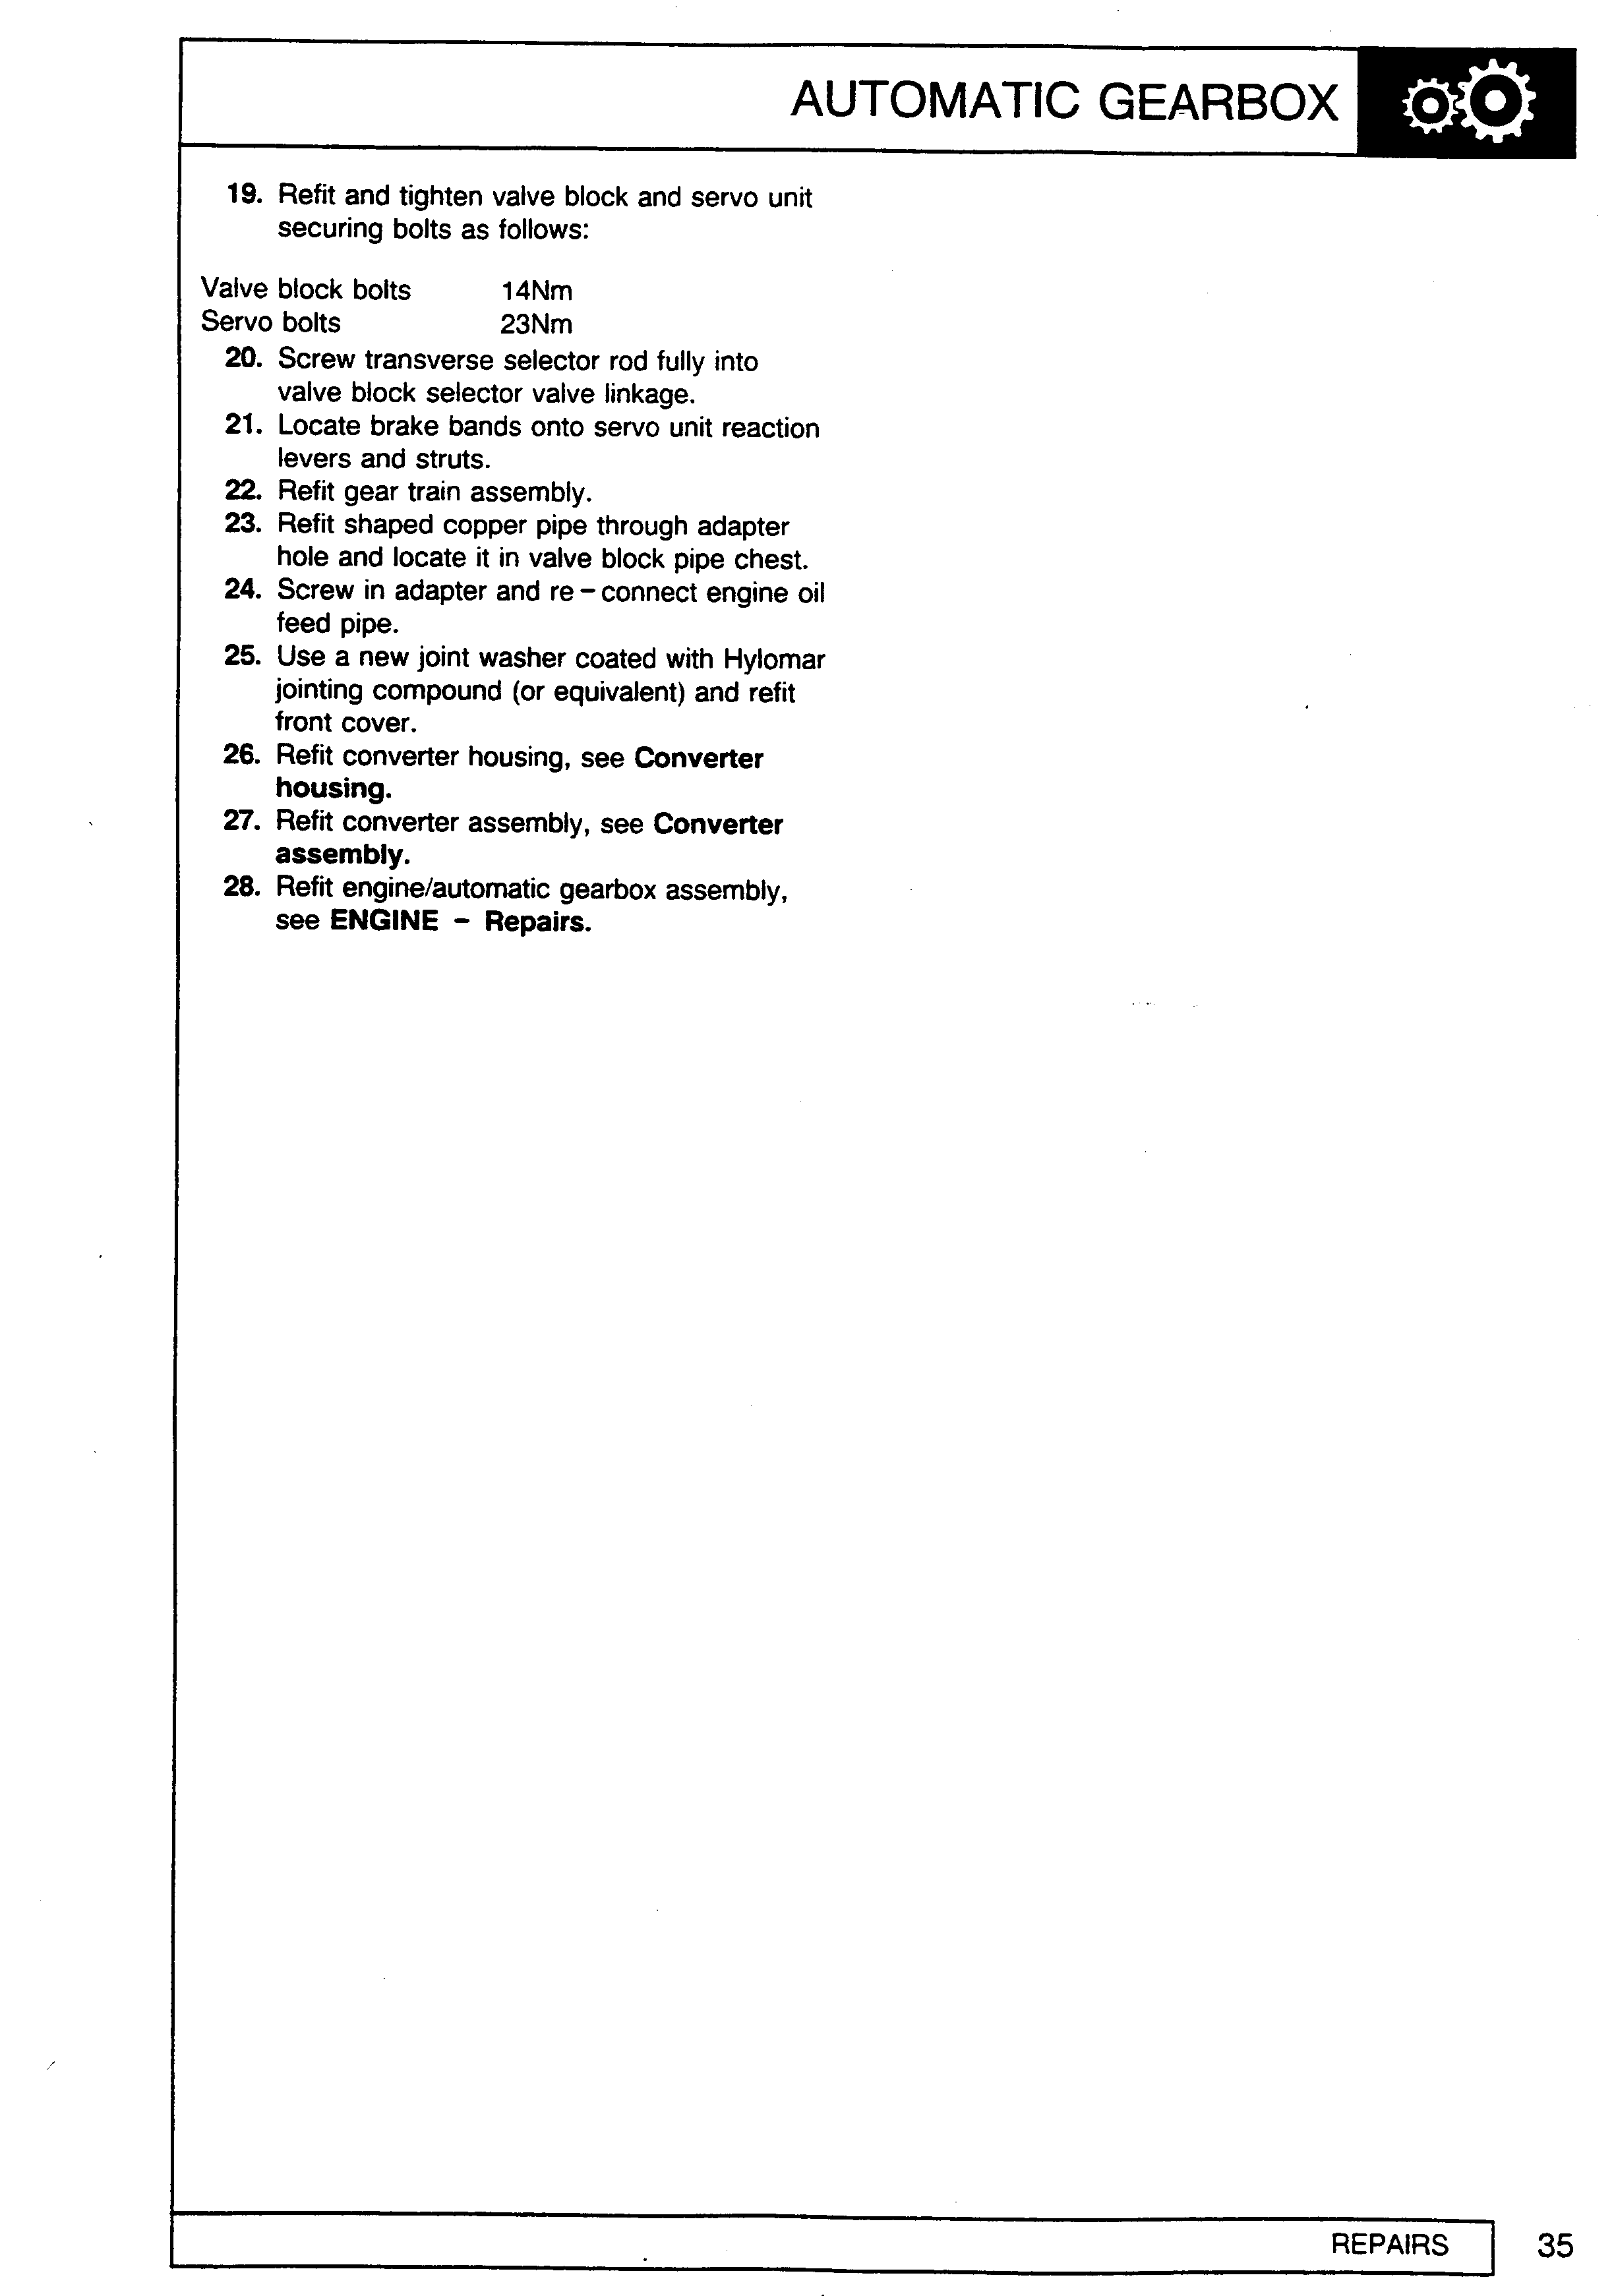 AUTOMATIC GEARBOX
19. Refit and tighten valve block and servo unit
securing bolts as follows:
Valve block bolts 14Nm
Servo bolts 23Nm
20. Screw transverse selector rod fully into
valve block selector valve linkage.
21. Locate brake bands onto servo unit reaction
levers and struts.
22. Refit gear train assembly.
23. Refit shaped copper pipe through adapter
hole and locate it in valve block pipe chest.
24. Screw in adapter and re – connect engine oil
feed pipe.
25. Use a new joint washer coated with Hylomar
jointing compound (or equivalent) and refit
front cover.
26. Refit converter housing, see Converter
housing.
27. Refit converter assembly, see Converter
assembly.
28. Refit engine/automatic gearbox assembly,
see ENGINE – Repairs.
REPAIRS 35